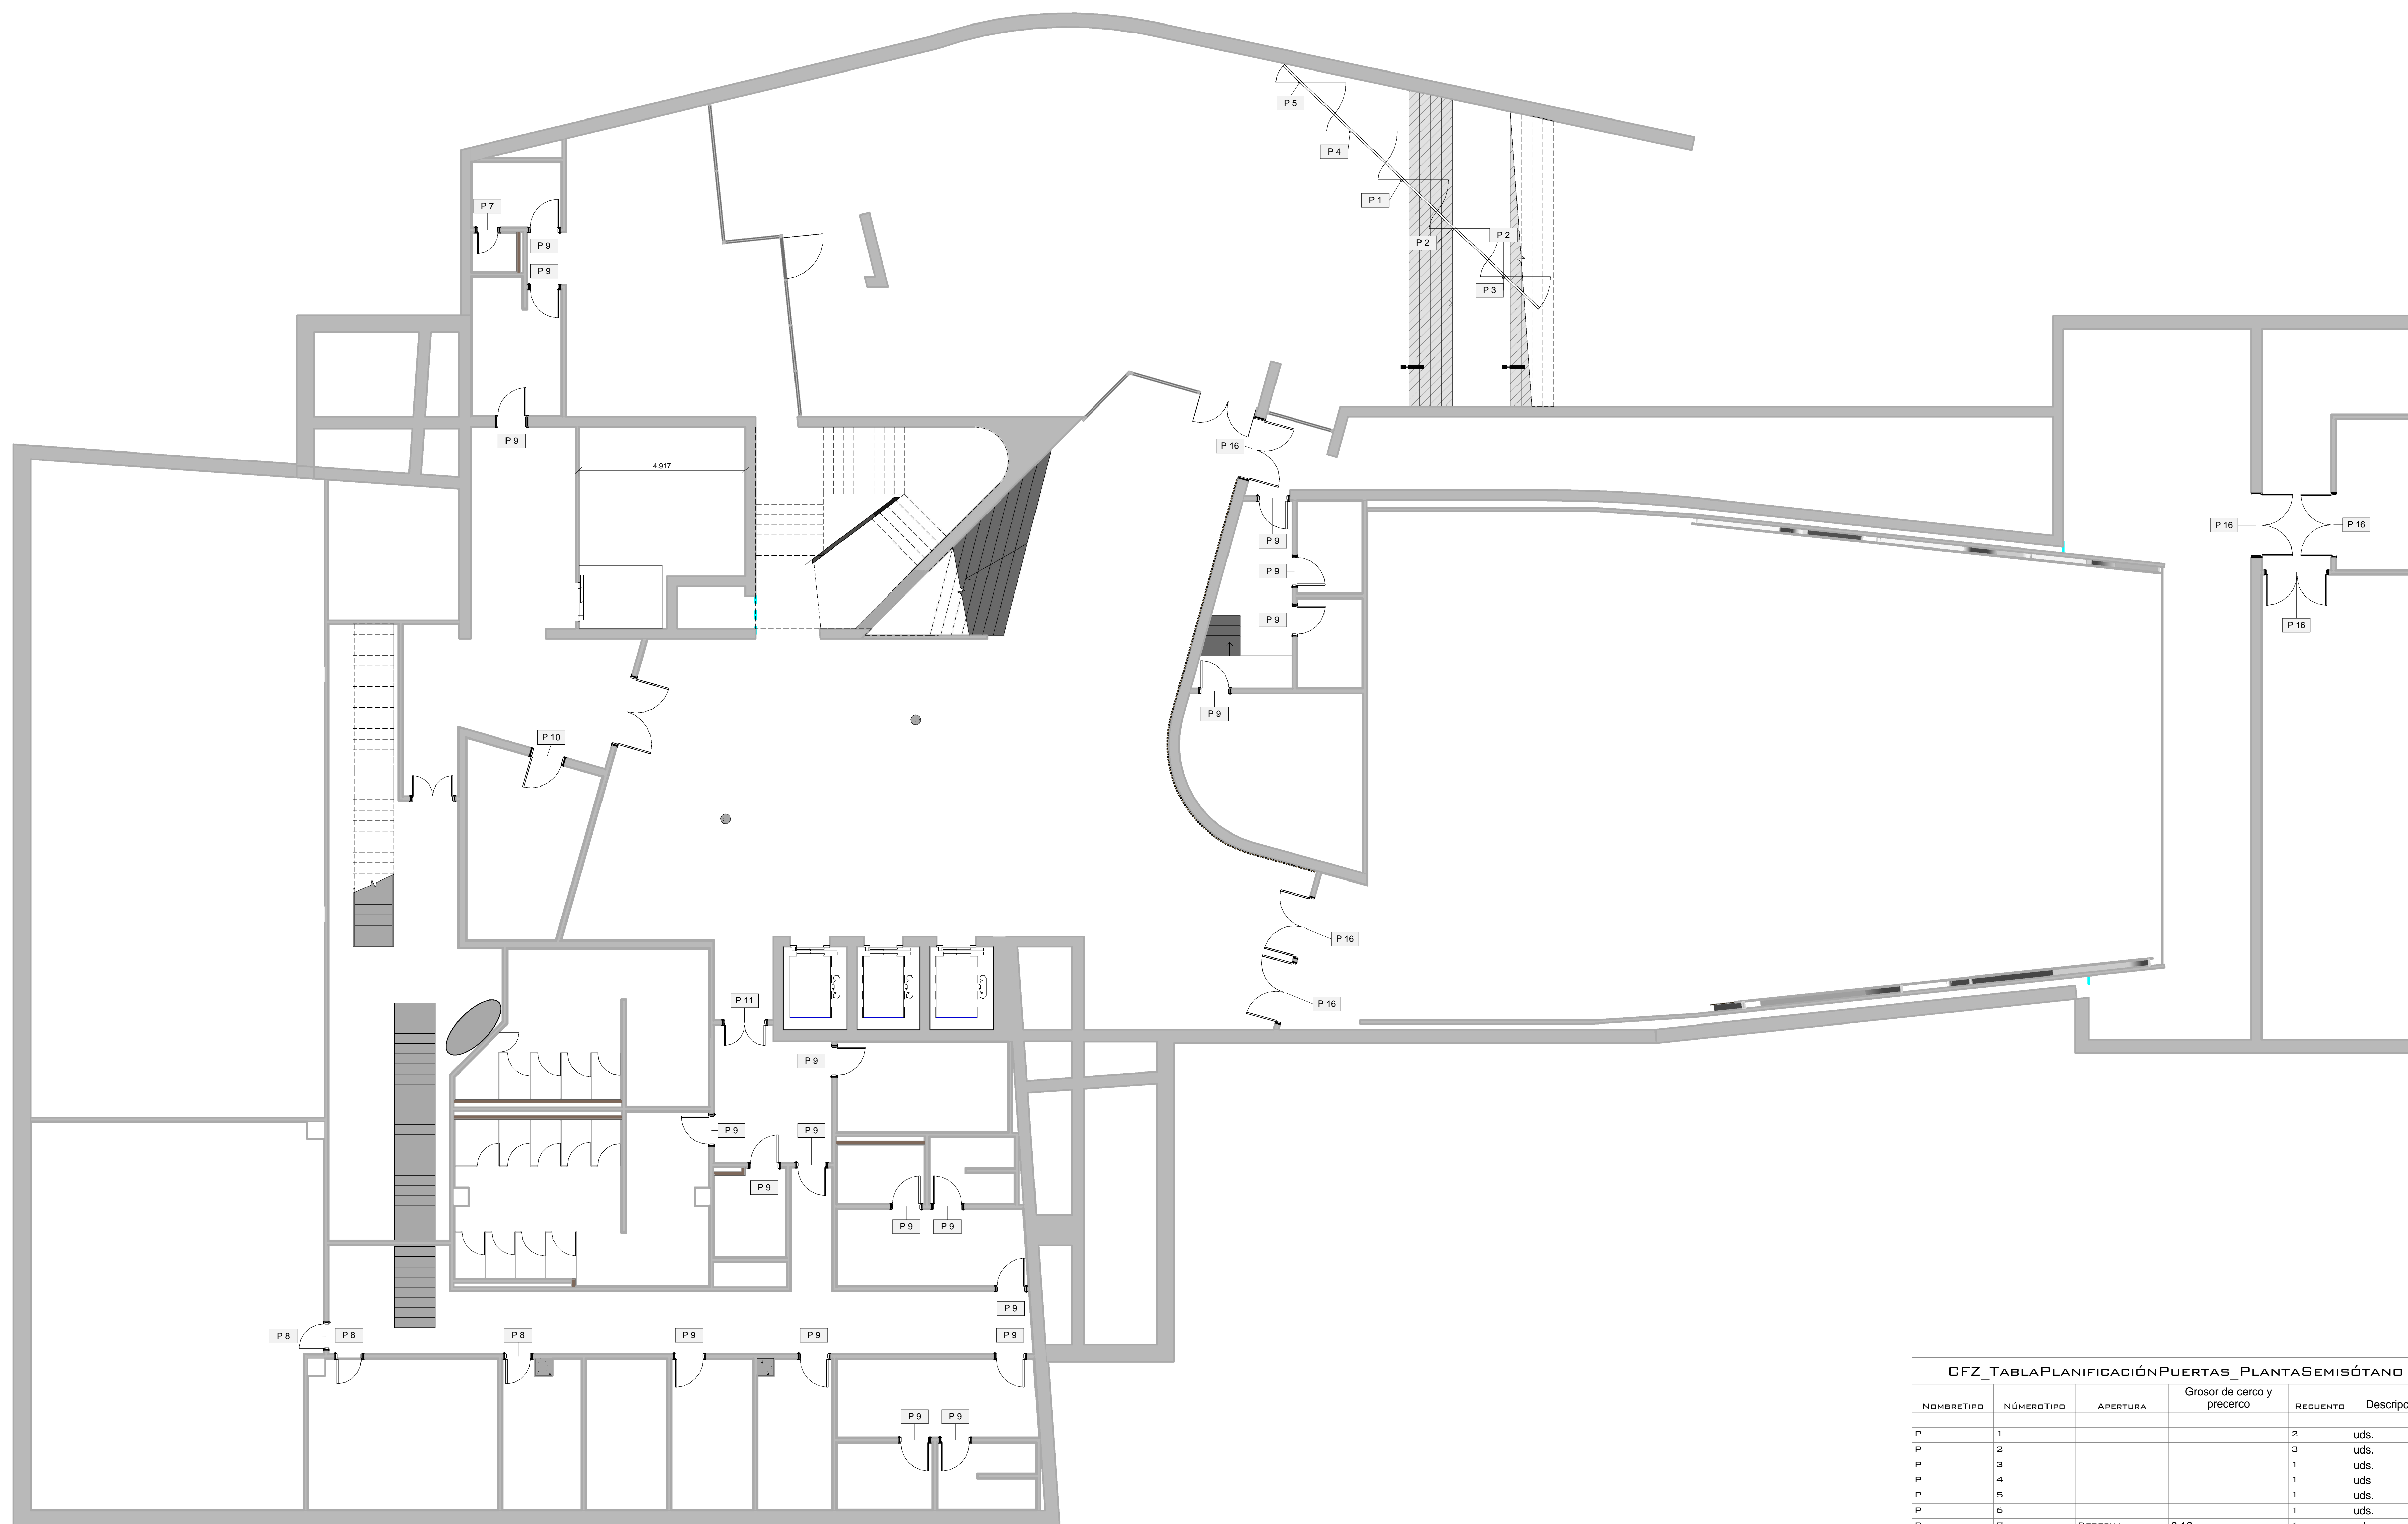 P 5
P 4
P 1
P 7
P 2
P 2
P 9
P 9
P 3
P 9
P 16
4.917
P 16
P 16
P 9
P 9
P 9
P 16
P 9
P 10
P 16
P 11
P 16
P 9
P 9
P 9
P 9
P 9
P 9
P 9
P 8
P 8
P 8
P 9
P 9
P 9
P 9
P 9
CFZ_TablaPlanificaciónPuertas_PlantaSemisótano
Grosor de cerco y
NombreTipo NúmeroTipo Apertura precerco Recuento
P 1 2 uds.
P 2 3 uds.
P 3 1 uds.
P 4 1 uds
P 5 1 uds.
P 6 1 uds.